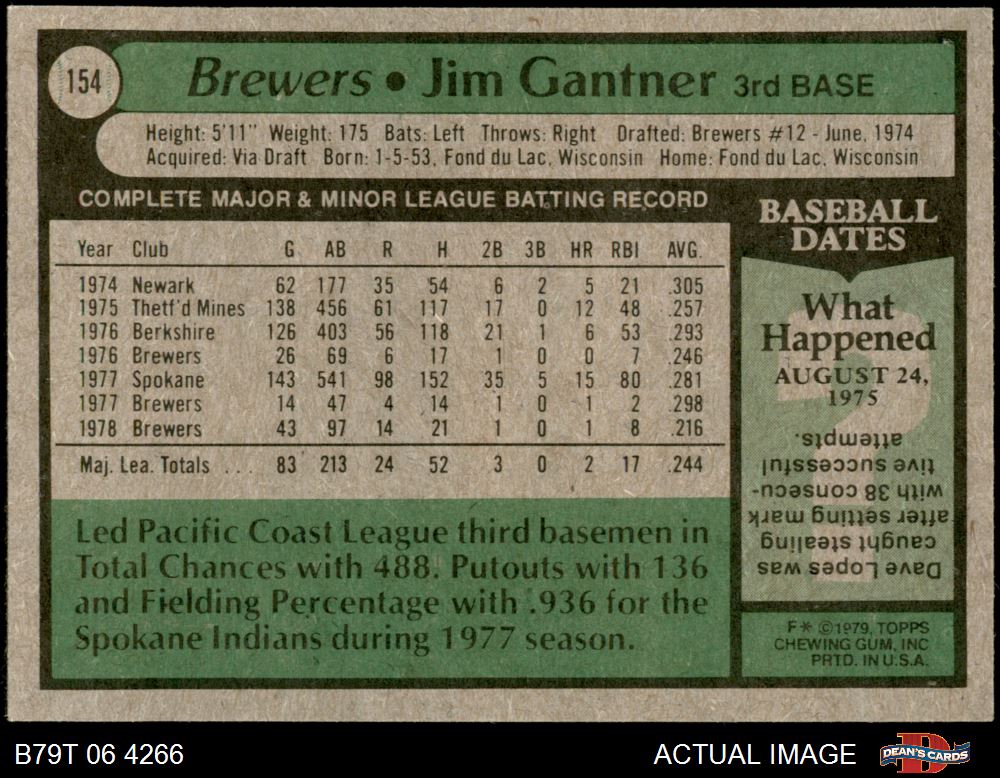 154
Brewers • Jim Gantner 3rd BASE
Height: 5'11" Weight: 175 Bats: Left Throws: Right Drafted: Brewers #12 - June, 1974
Acquired: Via Draft Born: 1-5-53, Fond du Lac, Wisconsin Home: Fond du Lac, Wisconsin
COMPLETE MAJOR & MINOR LEAGUE BATTING RECORD
Year Club G AB R H 2B 3B HR RBI AVG.
1974 Newark 62 177 35 54 6 2 5 21 .305
1975 Thetf'd Mines 138 456 61 117 17 0 12 48 .257
1976 Berkshire 126 403 56 118 21 1 6 53 .293
1976 Brewers 26 69 6 17 1 0 0 7 .246
1977 Spokane 143 541 98 152 35 5 15 80 .281
1977 Brewers 14 47 4 14 1 0 1 2 .298
1978 Brewers 43 97 14 21 1 0 1 8 .216
Maj. Lea. Totals . . . 83 213 24 52 3 0 2 17 .244
Led Pacific Coast League third basemen in
Total Chances with 488. Putouts with 136
and Fielding Percentage with .936 for the
Spokane Indians during 1977 season.
BASEBALL
DATES
What
Happened
AUGUST 24,
1975
Dave Lopes was
caught stealing
after setting mark
with 38 consecu-
tive successful
attempts.
F* ©1979, TOPPS
CHEWING GUM, INC
PRTD. IN U.S.A.
B79T 06 4266
ACTUAL IMAGE
DEAN'S CARDS